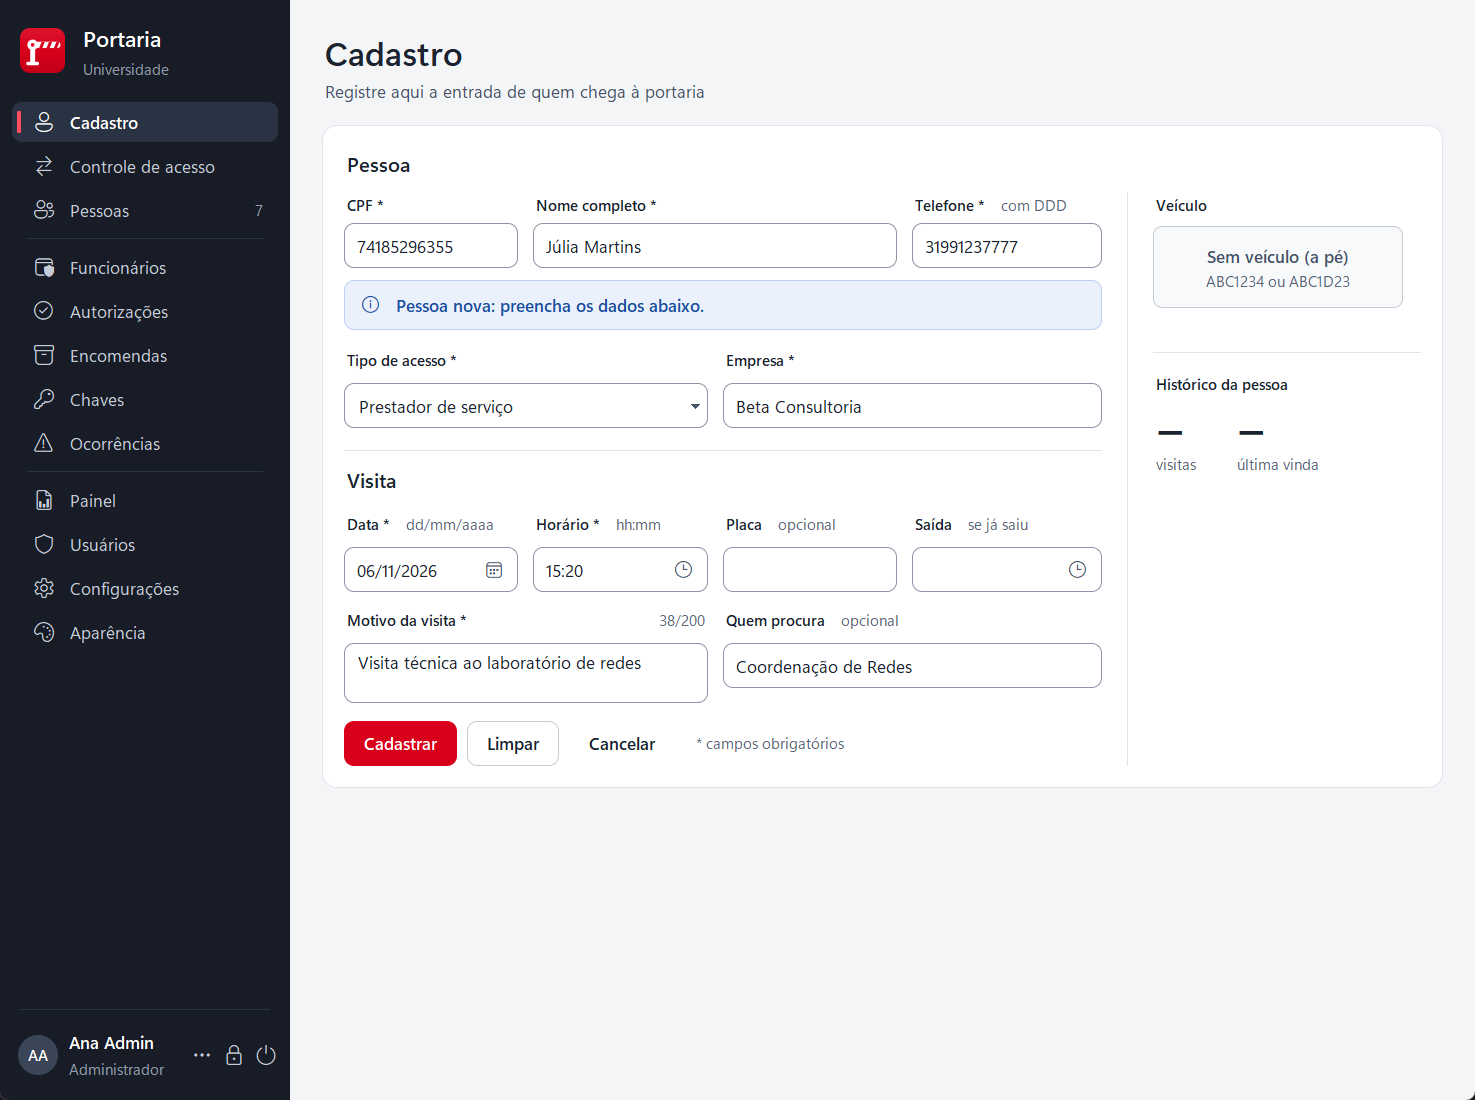 Portaria
Universidade
Cadastro
Controle de acesso
Pessoas 7
Funcionários
Autorizações
Encomendas
Chaves
Ocorrências
Painel
Usuários
Configurações
Aparência
AA
Ana Admin
Administrador
Cadastro
Registre aqui a entrada de quem chega à portaria
Pessoa
CPF * Nome completo * Telefone * com DDD
74185296355 Júlia Martins 31991237777
Pessoa nova: preencha os dados abaixo.
Tipo de acesso * Empresa *
Prestador de serviço Beta Consultoria
Visita
Data * dd/mm/aaaa Horário * hh:mm Placa opcional Saída se já saiu
06/11/2026 15:20
Motivo da visita * 38/200 Quem procura opcional
Visita técnica ao laboratório de redes Coordenação de Redes
Cadastrar Limpar Cancelar * campos obrigatórios
Veículo
Sem veículo (a pé)
ABC1234 ou ABC1D23
Histórico da pessoa
— —
visitas última vinda